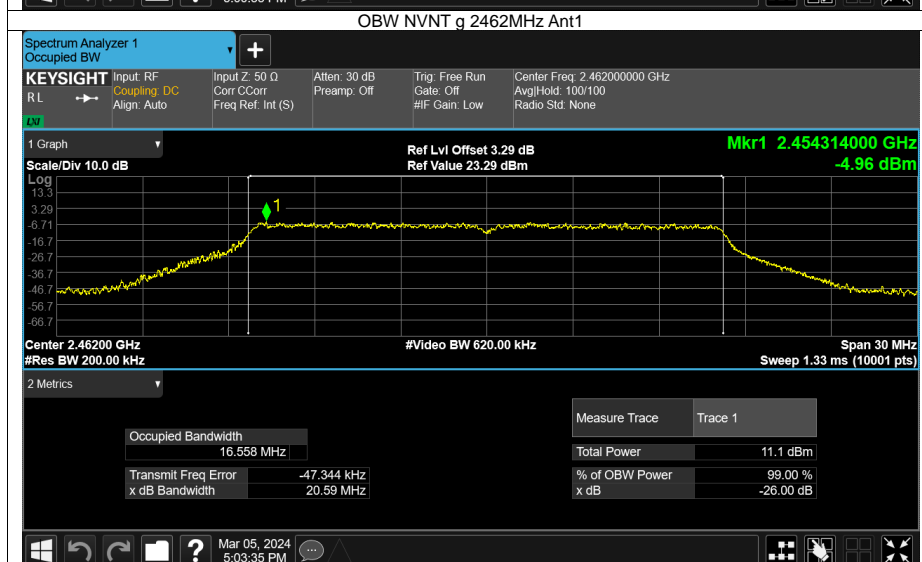 OBW NVNT g 2462MHz Ant1
Spectrum Analyzer 1
Occupied BW
KEYSIGHT
R L
LXI
Input: RF
Coupling: DC
Align: Auto
Input Z: 50 Ω
Corr CCorr
Freq Ref: Int (S)
Atten: 30 dB
Preamp: Off
Trig: Free Run
Gate: Off
#IF Gain: Low
Center Freq: 2.462000000 GHz
Avg|Hold: 100/100
Radio Std: None
1 Graph
Scale/Div 10.0 dB
Ref Lvl Offset 3.29 dB
Ref Value 23.29 dBm
Mkr1 2.454314000 GHz
-4.96 dBm
Log
13.3
3.29
-6.71
-16.7
-26.7
-36.7
-46.7
-56.7
-66.7
1
Center 2.46200 GHz
#Res BW 200.00 kHz
#Video BW 620.00 kHz
Span 30 MHz
Sweep 1.33 ms (10001 pts)
2 Metrics
Measure Trace Trace 1
Occupied Bandwidth
16.558 MHz
Total Power 11.1 dBm
Transmit Freq Error -47.344 kHz
% of OBW Power 99.00 %
x dB Bandwidth 20.59 MHz
x dB -26.00 dB
? Mar 05, 2024
5:03:35 PM